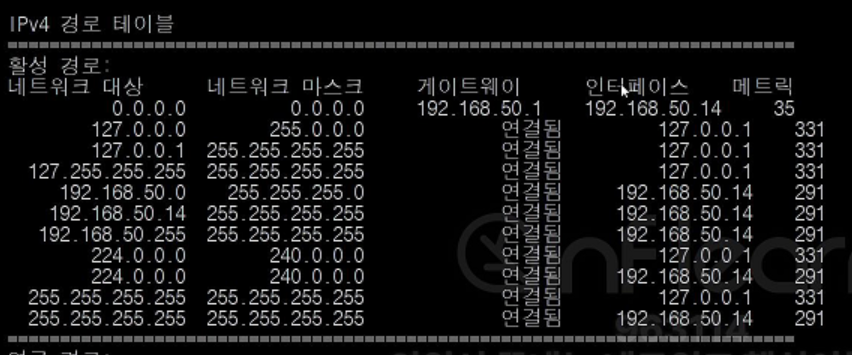 IPv4 경로 테이블
활성 경로:
네트워크 대상 네트워크 마스크 게이트웨이 인터페이스 메트릭
0.0.0.0 0.0.0.0 192.168.50.1 192.168.50.14 35
127.0.0.0 255.0.0.0 연결됨 127.0.0.1 331
127.0.0.1 255.255.255.255 연결됨 127.0.0.1 331
127.255.255.255 255.255.255.255 연결됨 127.0.0.1 331
192.168.50.0 255.255.255.0 연결됨 192.168.50.14 291
192.168.50.14 255.255.255.255 연결됨 192.168.50.14 291
192.168.50.255 255.255.255.255 연결됨 192.168.50.14 291
224.0.0.0 240.0.0.0 연결됨 127.0.0.1 331
224.0.0.0 240.0.0.0 연결됨 192.168.50.14 291
255.255.255.255 255.255.255.255 연결됨 127.0.0.1 331
255.255.255.255 255.255.255.255 연결됨 192.168.50.14 291